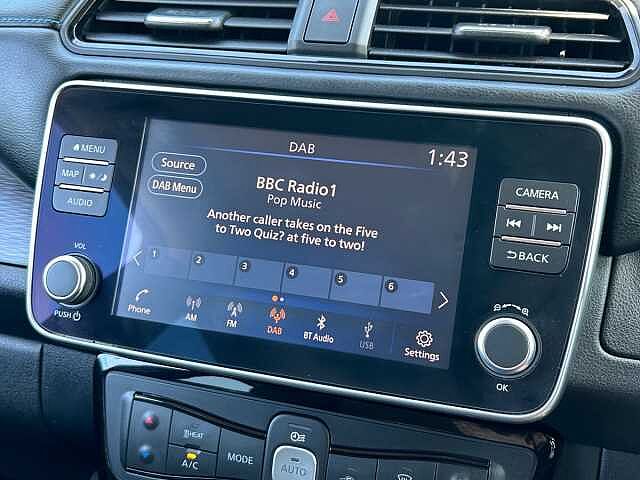 DAB
1:43
Source
DAB Menu
BBC Radio1
Pop Music
Another caller takes on the Five
to Two Quiz? at five to two!
1 2 3 4 5 6
Phone
AM
FM
DAB
BT Audio
USB
Settings
MENU
MAP
AUDIO
VOL
PUSH
CAMERA
BACK
OK
HEAT
A/C
MODE
AUTO